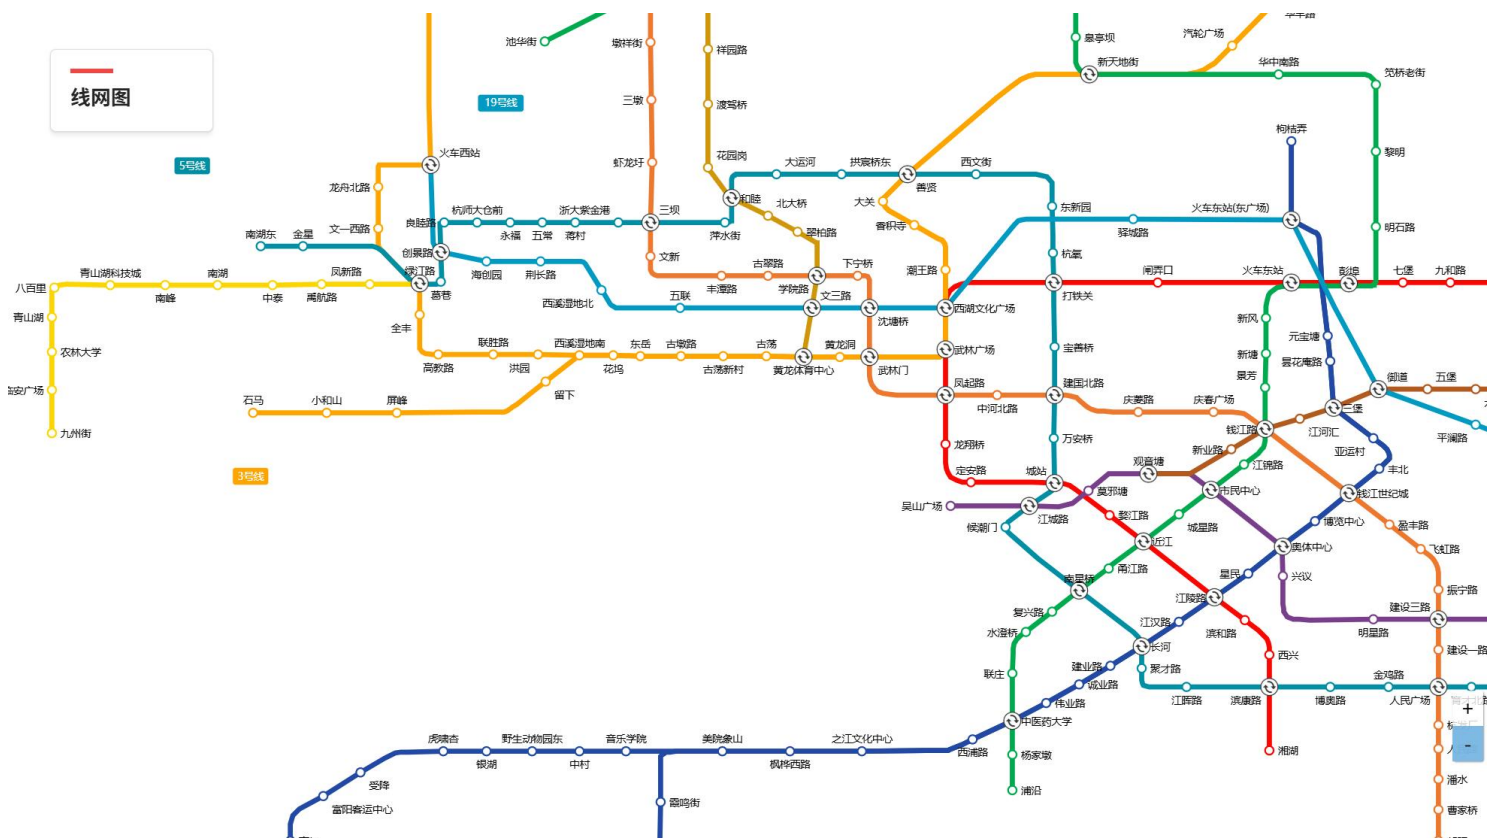 线网图
5号线
19号线
3号线
池华街
墩祥街
祥园路
皋亭坝
汽轮广场
新天地街
华中南路
笕桥老街
三墩
渡驾桥
枸桔弄
黎明
火车西站
虾龙圩
花园岗
大运河
拱宸桥东
西文街
善贤
龙舟北路
和睦
大关
东新园
火车东站(东广场)
杭师大仓前
浙大紫金港
三坝
北大桥
香积寺
驿城路
明石路
良睦路
文一西路
永福
五常
蒋村
萍水街
翠柏路
南湖东
金星
创景路
文新
杭氧
海创园
荆长路
古翠路
下宁桥
潮王路
闸弄口
火车东站
彭埠
七堡
九和路
青山湖科技城
南湖
凤新路
绿汀路
葛巷
丰潭路
学院路
打铁关
八百里
南峰
中泰
禹航路
西溪湿地北
五联
文三路
沈塘桥
西湖文化广场
青山湖
全丰
新风
元宝塘
农林大学
联胜路
西溪湿地南
东岳
古墩路
古荡
黄龙洞
武林广场
宝善桥
新塘
昙花庵路
高教路
洪园
花坞
古荡新村
黄龙体育中心
武林门
景芳
御道
五堡
临安广场
石马
小和山
屏峰
留下
凤起路
中河北路
建国北路
庆菱路
庆春广场
三堡
九州街
钱江路
江河汇
平澜路
龙翔桥
万安桥
新业路
亚运村
定安路
城站
观音塘
江锦路
丰北
莫邪塘
市民中心
钱江世纪城
吴山广场
江城路
婺江路
城星路
博览中心
盈丰路
候潮门
近江
奥体中心
飞虹路
南星桥
甬江路
星民
兴议
振宁路
复兴路
江陵路
建设三路
水澄桥
江汉路
滨和路
明星路
长河
西兴
建设一路
联庄
建业路
聚才路
金鸡路
诚业路
江晖路
滨康路
博奥路
人民广场
伟业路
中医药大学
虎啸杏
野生动物园东
音乐学院
美院象山
之江文化中心
西浦路
杨家墩
湘湖
银湖
中村
枫桦西路
受降
潘水
浦沿
富阳客运中心
霞鸣街
曹家桥
+
-